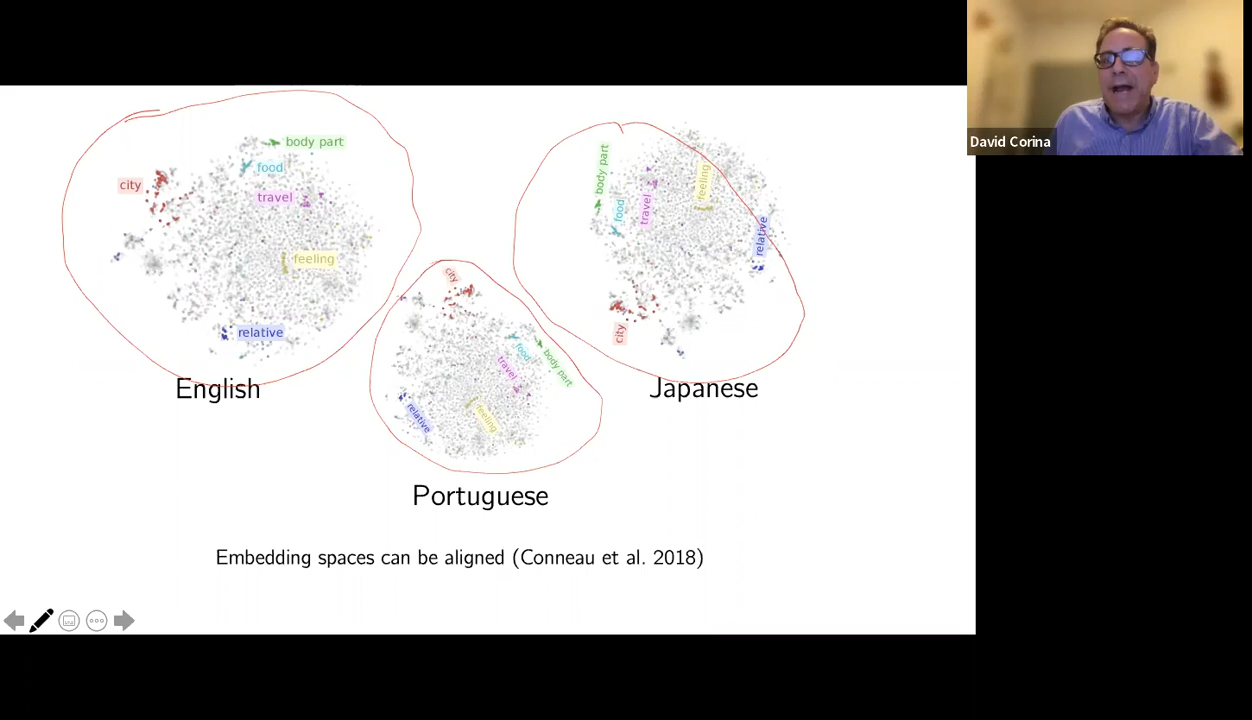 David Corina
body part
food
city
travel
feeling
relative
English
city
food
body part
travel
relative
feeling
Portuguese
body part
food
travel
feeling
relative
city
Japanese
Embedding spaces can be aligned (Conneau et al. 2018)